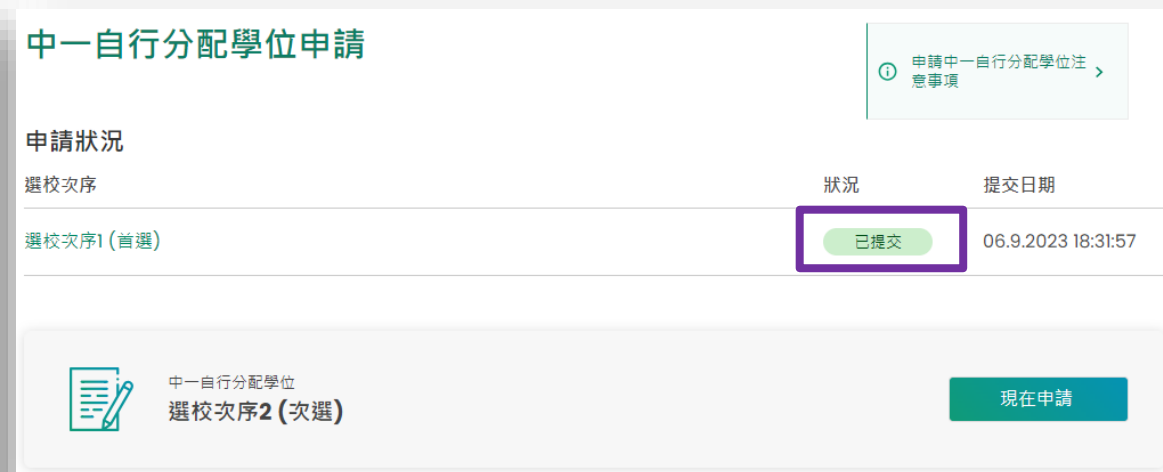 中一自行分配學位申請
申請中一自行分配學位注
意事項
申請狀況
選校次序 狀況 提交日期
選校次序1 (首選) 已提交 06.9.2023 18:31:57
中一自行分配學位
選校次序2 (次選)
現在申請